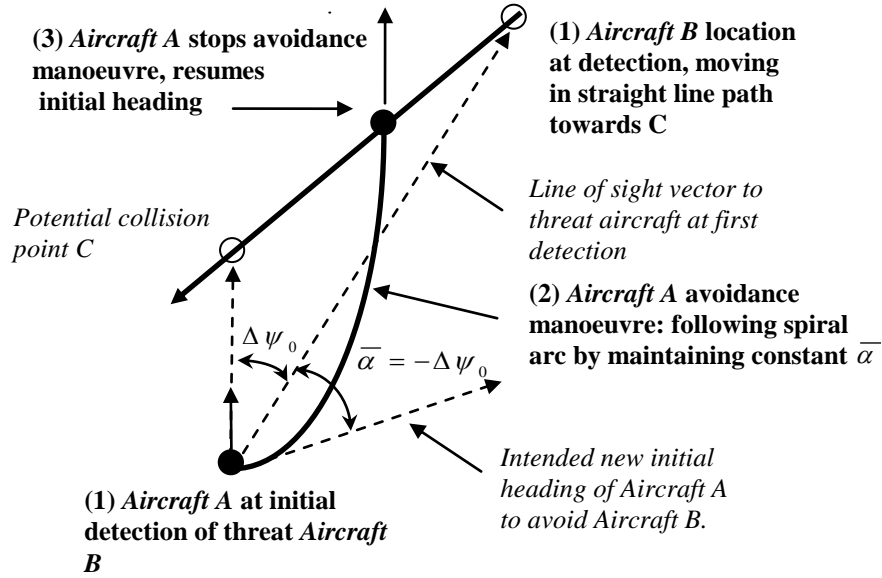 (3) Aircraft A stops avoidance
manoeuvre, resumes
initial heading
(1) Aircraft B location
at detection, moving
in straight line path
towards C
Line of sight vector to
threat aircraft at first
detection
Potential collision
point C
(2) Aircraft A avoidance
manoeuvre: following spiral
arc by maintaining constant α̅
Δψ₀
α̅ = −Δψ₀
Intended new initial
heading of Aircraft A
to avoid Aircraft B.
(1) Aircraft A at initial
detection of threat Aircraft
B